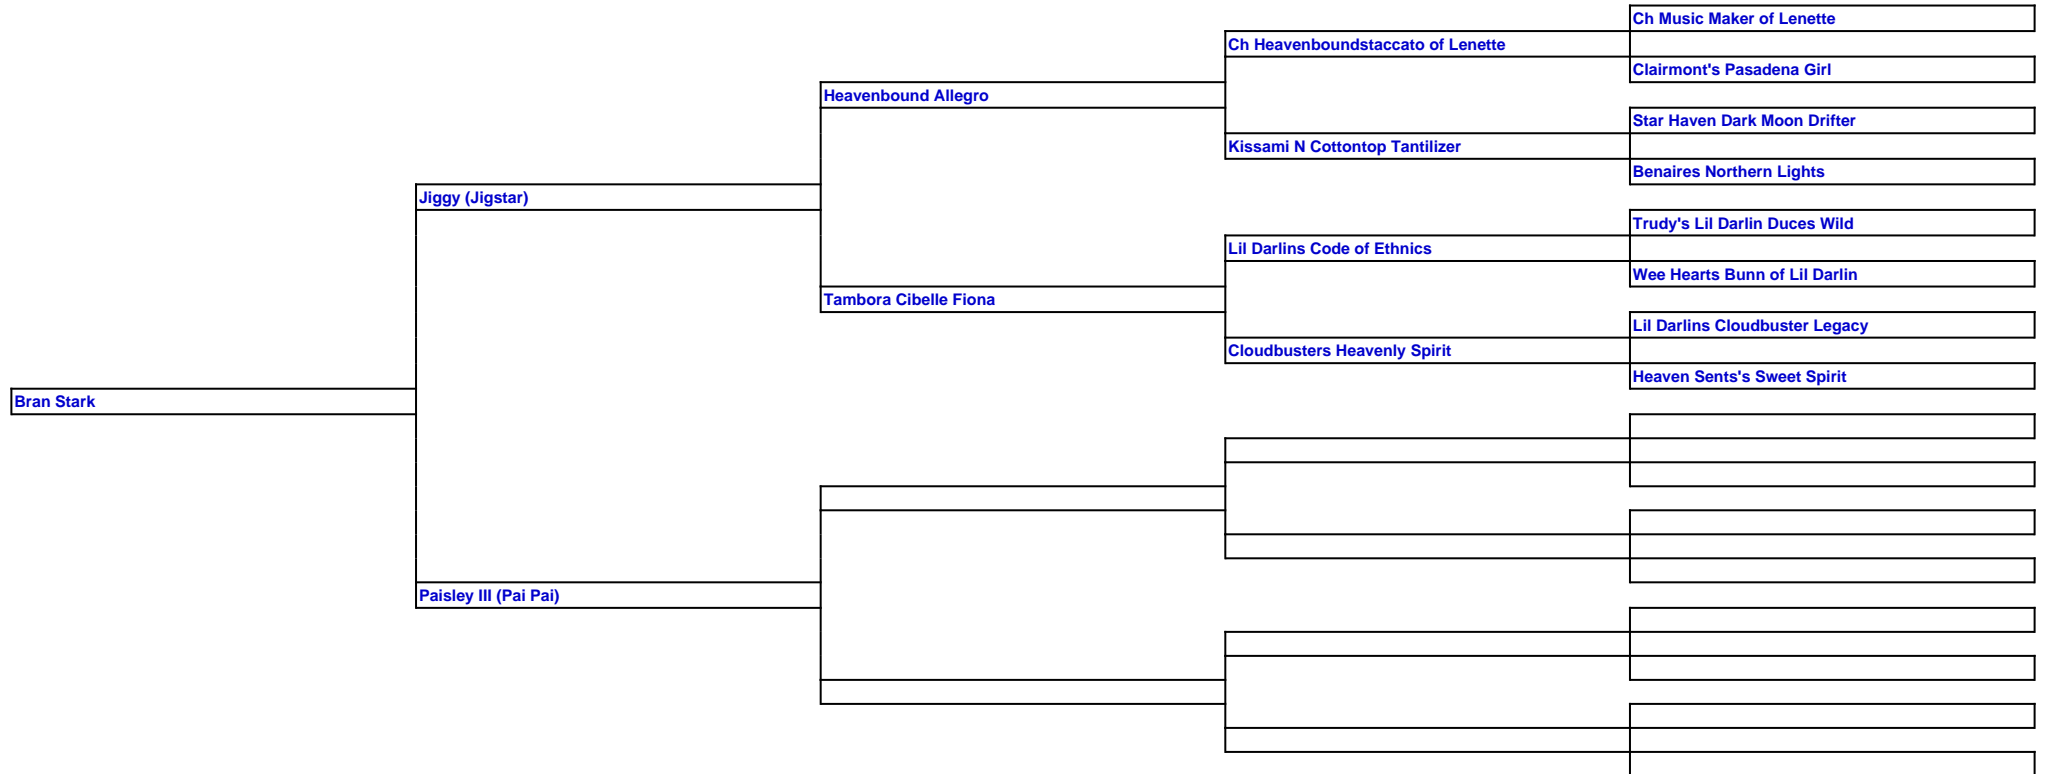 Ch Music Maker of Lenette
Ch Heavenboundstaccato of Lenette
Clairmont's Pasadena Girl
Heavenbound Allegro
Star Haven Dark Moon Drifter
Kissami N Cottontop Tantilizer
Benaires Northern Lights
Jiggy (Jigstar)
Trudy's Lil Darlin Duces Wild
Lil Darlins Code of Ethnics
Wee Hearts Bunn of Lil Darlin
Tambora Cibelle Fiona
Lil Darlins Cloudbuster Legacy
Cloudbusters Heavenly Spirit
Heaven Sents's Sweet Spirit
Bran Stark
Paisley III (Pai Pai)